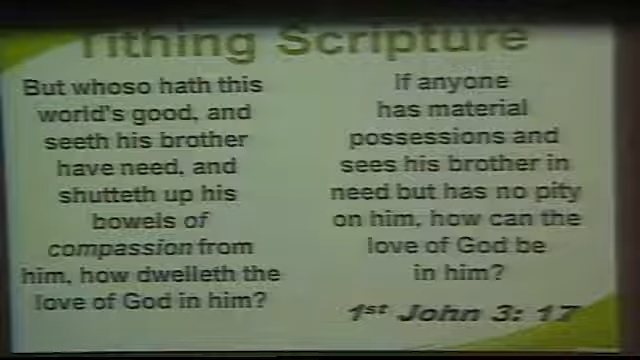 Tithing Scripture
But whoso hath this
world's good, and
seeth his brother
have need, and
shutteth up his
bowels of
compassion from
him, how dwelleth the
love of God in him?
If anyone
has material
possessions and
sees his brother in
need but has no pity
on him, how can the
love of God be
in him?
1st John 3: 17